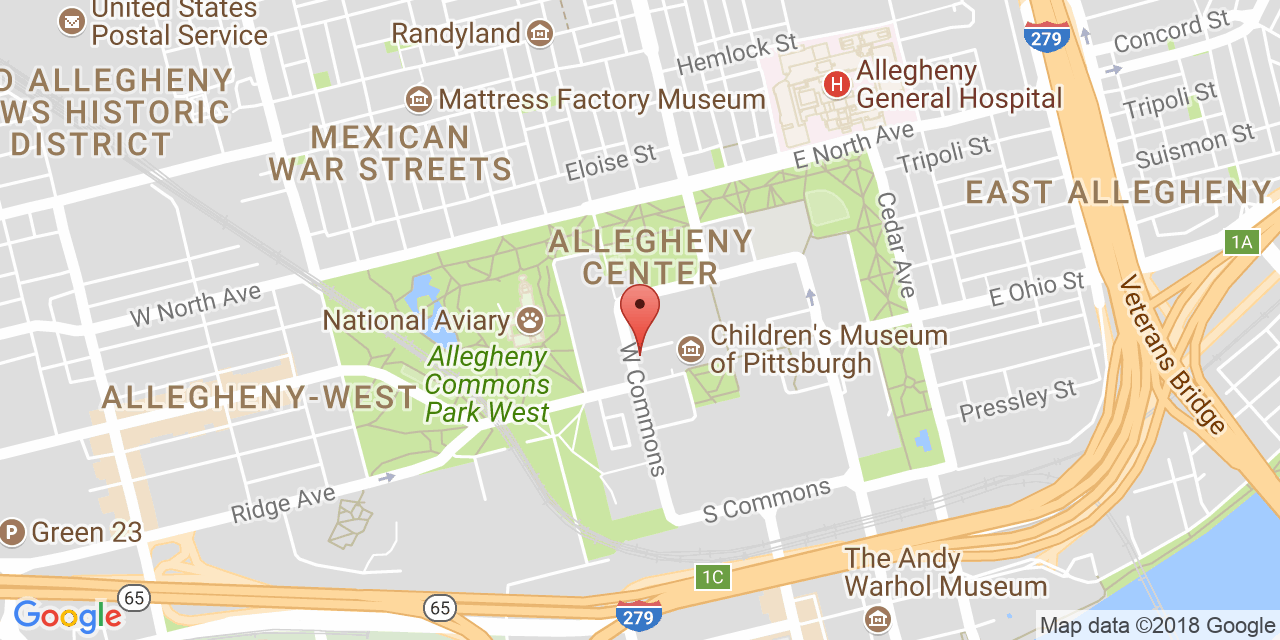 United States
Postal Service
Randyland
Hemlock St
Concord St
279
D ALLEGHENY
WS HISTORIC
DISTRICT
Mattress Factory Museum
H
Allegheny
General Hospital
Tripoli St
MEXICAN
WAR STREETS
Eloise St
E North Ave
Tripoli St
Suismon St
EAST ALLEGHENY
Cedar Ave
ALLEGHENY
CENTER
1A
W North Ave
National Aviary
E Ohio St
Veterans Bridge
Allegheny
Commons
Park West
W Commons
Children's Museum
of Pittsburgh
ALLEGHENY-WEST
Pressley St
Ridge Ave
S Commons
P
Green 23
The Andy
Warhol Museum
1C
65
65
279
Google
Map data ©2018 Google